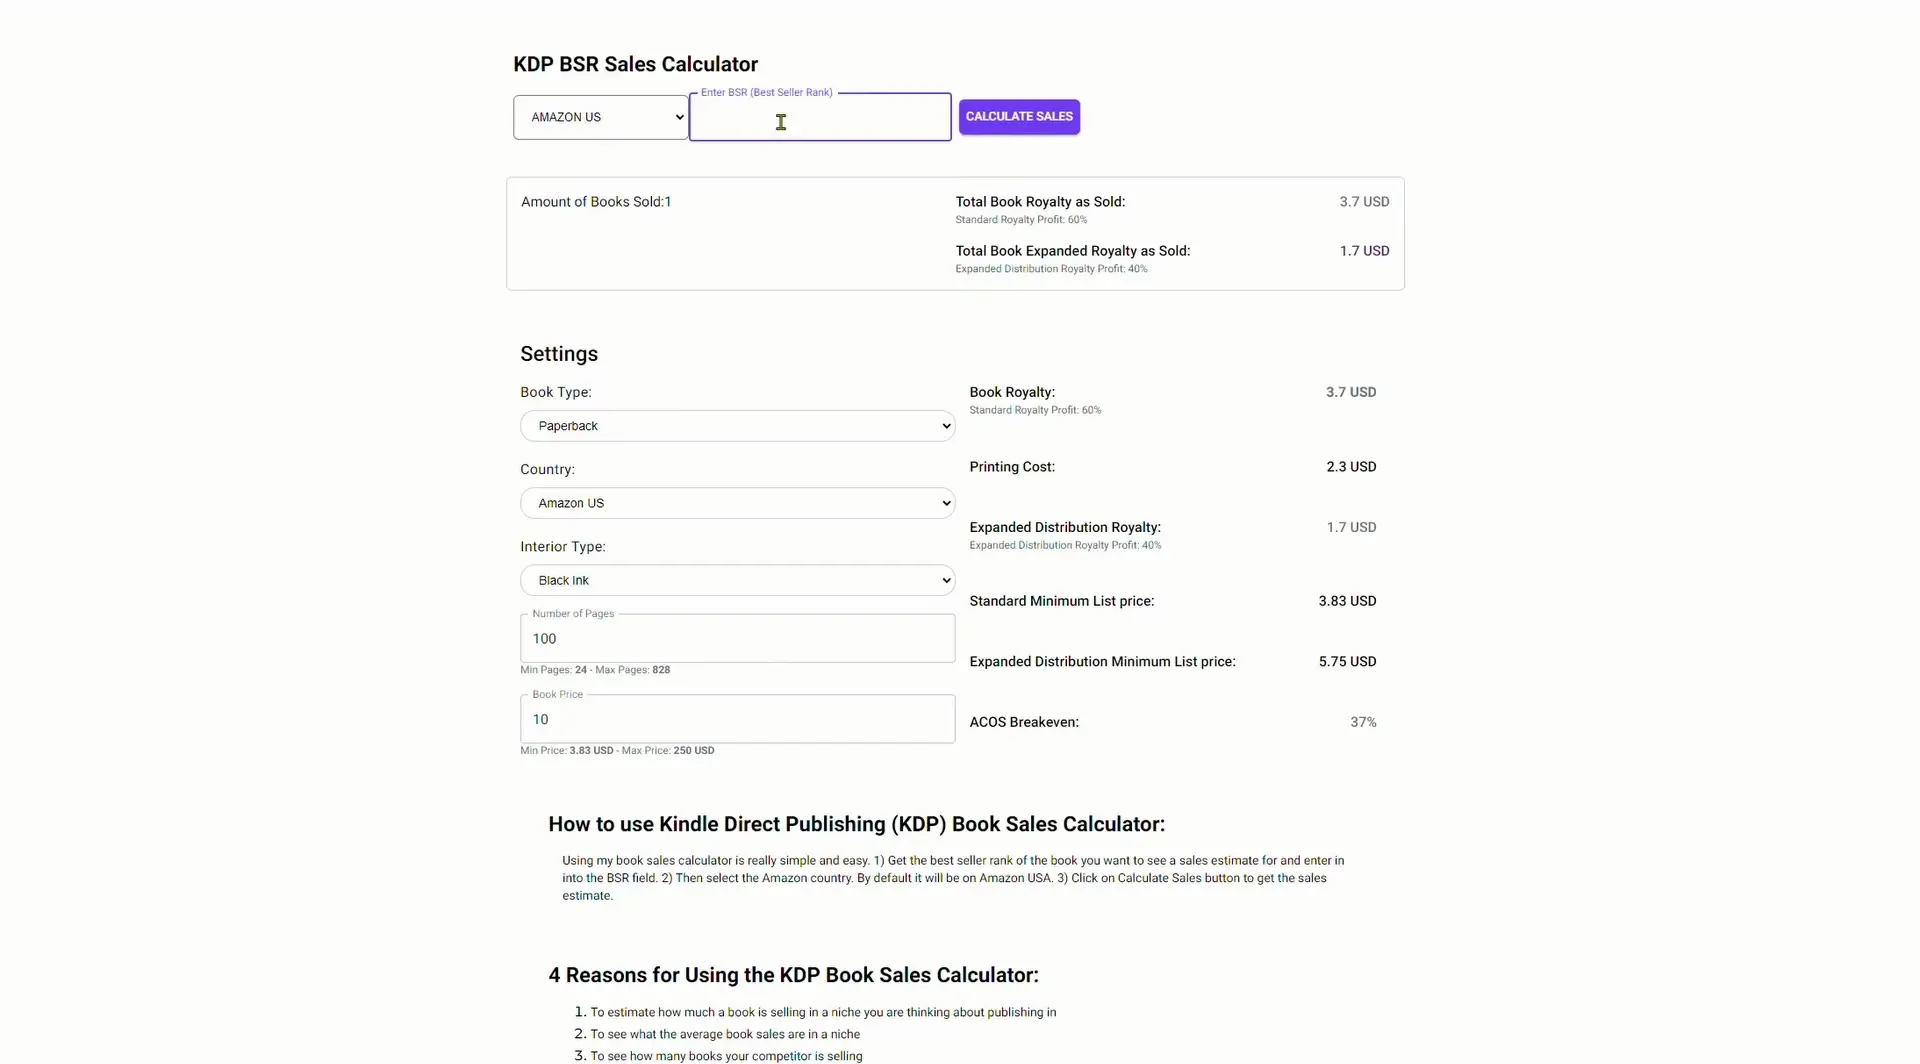 KDP BSR Sales Calculator
AMAZON US
Enter BSR (Best Seller Rank)
CALCULATE SALES
Amount of Books Sold:1
Total Book Royalty as Sold:
3.7 USD
Standard Royalty Profit: 60%
Total Book Expanded Royalty as Sold:
1.7 USD
Expanded Distribution Royalty Profit: 40%
Settings
Book Type:
Paperback
Country:
Amazon US
Interior Type:
Black Ink
Number of Pages
100
Min Pages: 24 - Max Pages: 828
Book Price
10
Min Price: 3.83 USD - Max Price: 250 USD
Book Royalty:
3.7 USD
Standard Royalty Profit: 60%
Printing Cost:
2.3 USD
Expanded Distribution Royalty:
1.7 USD
Expanded Distribution Royalty Profit: 40%
Standard Minimum List price:
3.83 USD
Expanded Distribution Minimum List price:
5.75 USD
ACOS Breakeven:
37%
How to use Kindle Direct Publishing (KDP) Book Sales Calculator:
Using my book sales calculator is really simple and easy. 1) Get the best seller rank of the book you want to see a sales estimate for and enter in
into the BSR field. 2) Then select the Amazon country. By default it will be on Amazon USA. 3) Click on Calculate Sales button to get the sales
estimate.
4 Reasons for Using the KDP Book Sales Calculator:
1. To estimate how much a book is selling in a niche you are thinking about publishing in
2. To see what the average book sales are in a niche
3. To see how many books your competitor is selling